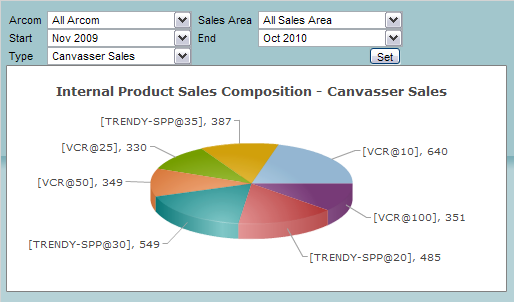 Arcom All Arcom Sales Area All Sales Area
Start Nov 2009 End Oct 2010
Type Canvasser Sales Set
Internal Product Sales Composition - Canvasser Sales
[TRENDY-SPP@35], 387
[VCR@25], 330
[VCR@10], 640
[VCR@50], 349
[VCR@100], 351
[TRENDY-SPP@30], 549
[TRENDY-SPP@20], 485